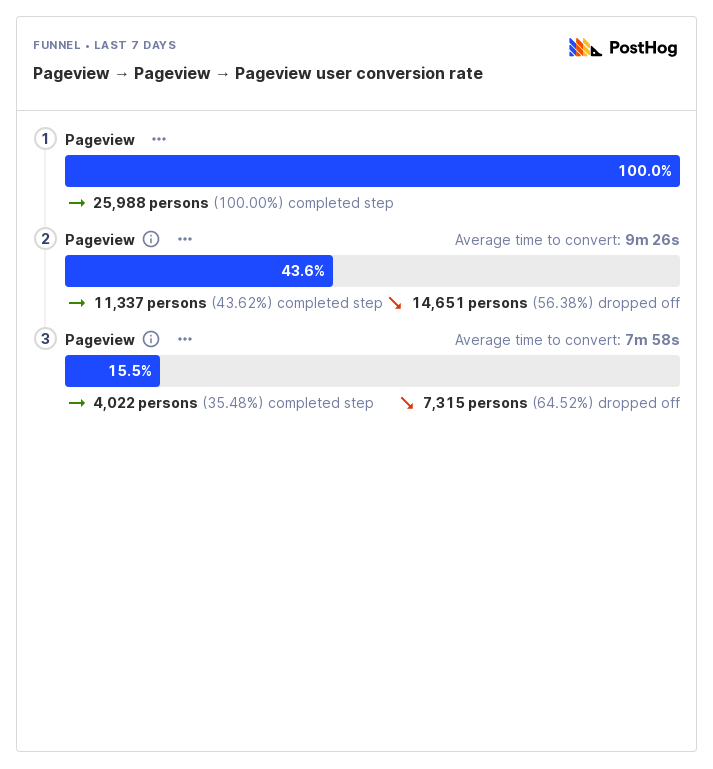 FUNNEL • LAST 7 DAYS
PostHog
Pageview → Pageview → Pageview user conversion rate
1 Pageview •••
100.0%
→ 25,988 persons (100.00%) completed step
2 Pageview ⓘ ••• Average time to convert: 9m 26s
43.6%
→ 11,337 persons (43.62%) completed step ↘ 14,651 persons (56.38%) dropped off
3 Pageview ⓘ ••• Average time to convert: 7m 58s
15.5%
→ 4,022 persons (35.48%) completed step ↘ 7,315 persons (64.52%) dropped off